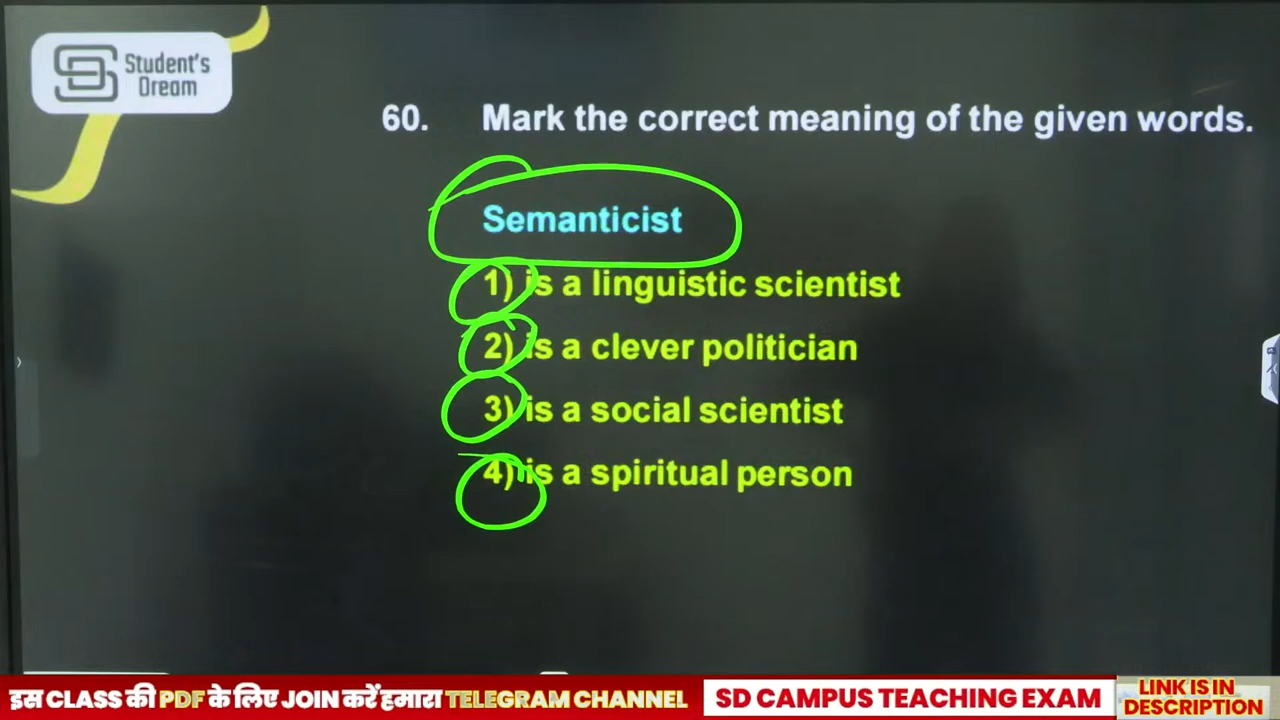 Student's
Dream
60. Mark the correct meaning of the given words.
Semanticist
1) is a linguistic scientist
2) is a clever politician
3) is a social scientist
4) is a spiritual person
इस CLASS की PDF के लिए JOIN करें हमारा TELEGRAM CHANNEL
SD CAMPUS TEACHING EXAM
LINK IS IN
DESCRIPTION